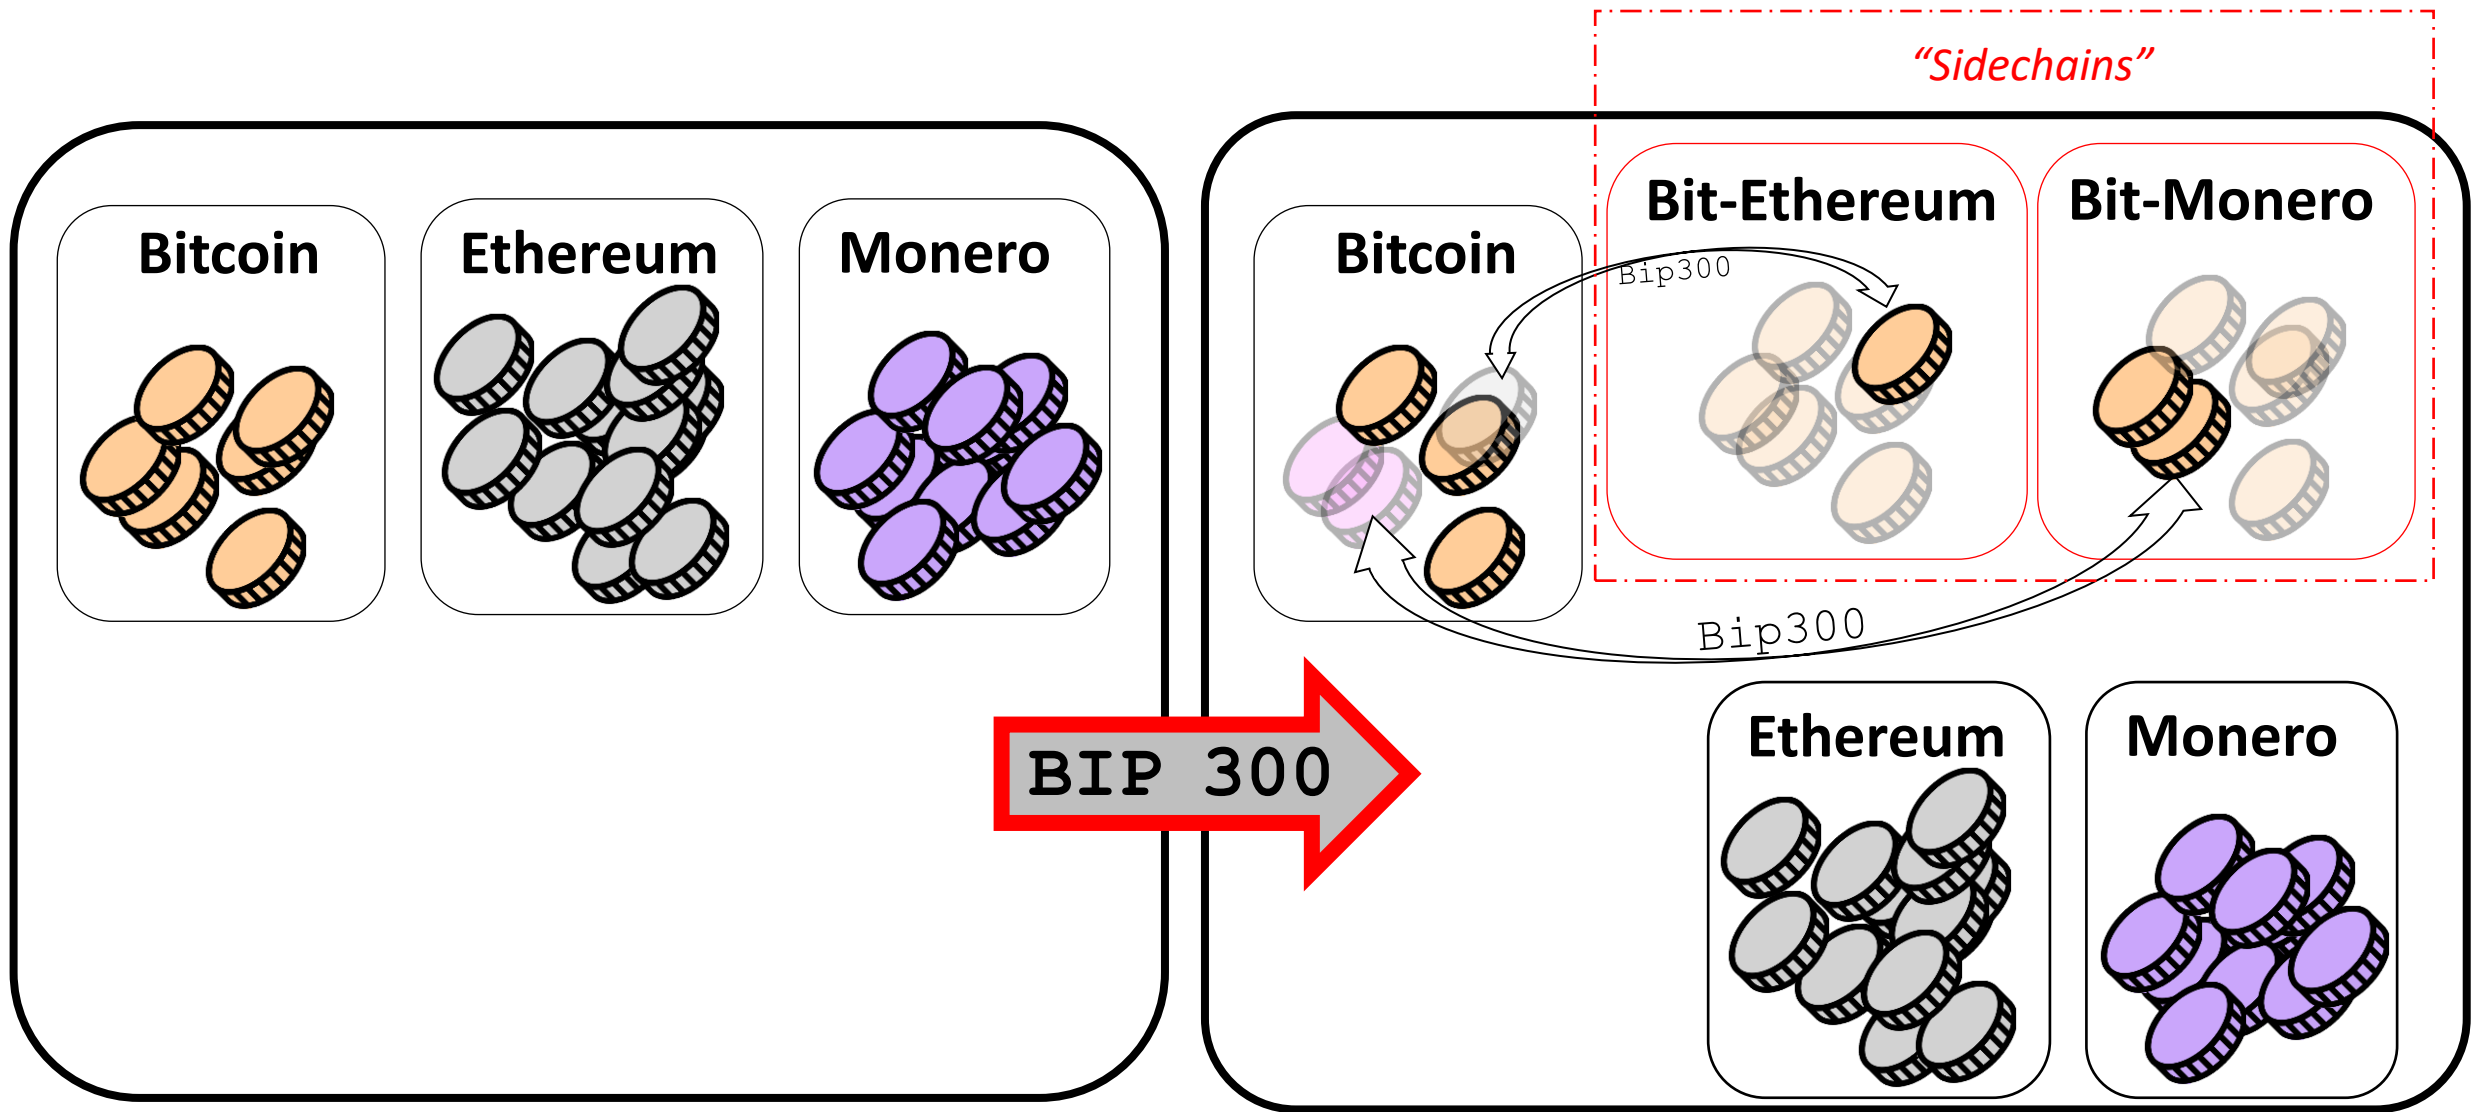 “Sidechains”
Bitcoin
Ethereum
Monero
Bitcoin
Bit-Ethereum
Bit-Monero
Bip300
Bip300
BIP 300
Ethereum
Monero